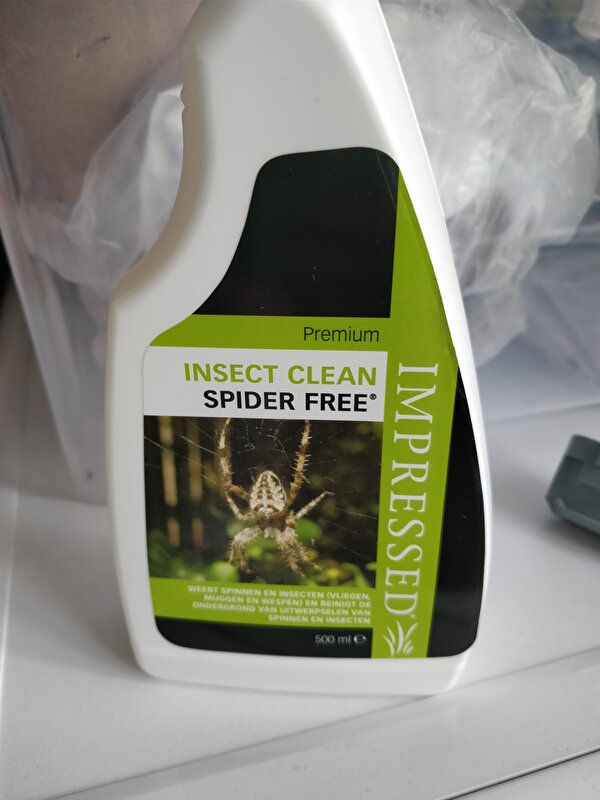 Premium
INSECT CLEAN
SPIDER FREE®
IMPRESSED®
WEERT SPINNEN EN INSECTEN (VLIEGEN,
MUGGEN EN WESPEN) EN REINIGT DE
ONDERGROND VAN UITWERPSELEN VAN
SPINNEN EN INSECTEN
500 ml ℮